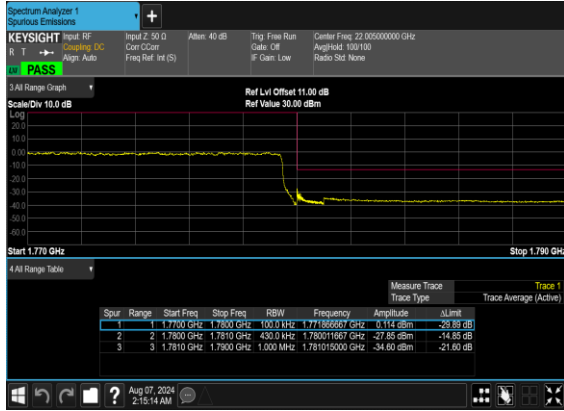 Spectrum Analyzer 1
Spurious Emissions
+
KEYSIGHT Input: RF Input Z: 50 Ω Atten: 40 dB Trig: Free Run Center Freq: 22.005000000 GHz
R T Coupling: DC Corr CCorr Gate: Off Avg|Hold: 100/100
Align: Auto Freq Ref: Int (S) IF Gain: Low Radio Std: None
PASS
3 All Range Graph Ref Lvl Offset 11.00 dB
Scale/Div 10.0 dB Ref Value 30.00 dBm
Log
20.0
10.0
0.00
-10.0
-20.0
-30.0
-40.0
-50.0
-60.0
Start 1.770 GHz Stop 1.790 GHz
4 All Range Table
Measure Trace Trace 1
Trace Type Trace Average (Active)
Spur Range Start Freq Stop Freq RBW Frequency Amplitude ΔLimit
1 1 1.7700 GHz 1.7800 GHz 100.0 kHz 1.771866667 GHz 0.114 dBm -29.89 dB
2 2 1.7800 GHz 1.7810 GHz 430.0 kHz 1.780011667 GHz -27.85 dBm -14.85 dB
3 3 1.7810 GHz 1.7900 GHz 1.000 MHz 1.781015000 GHz -34.60 dBm -21.60 dB
? Aug 07, 2024
2:15:14 AM